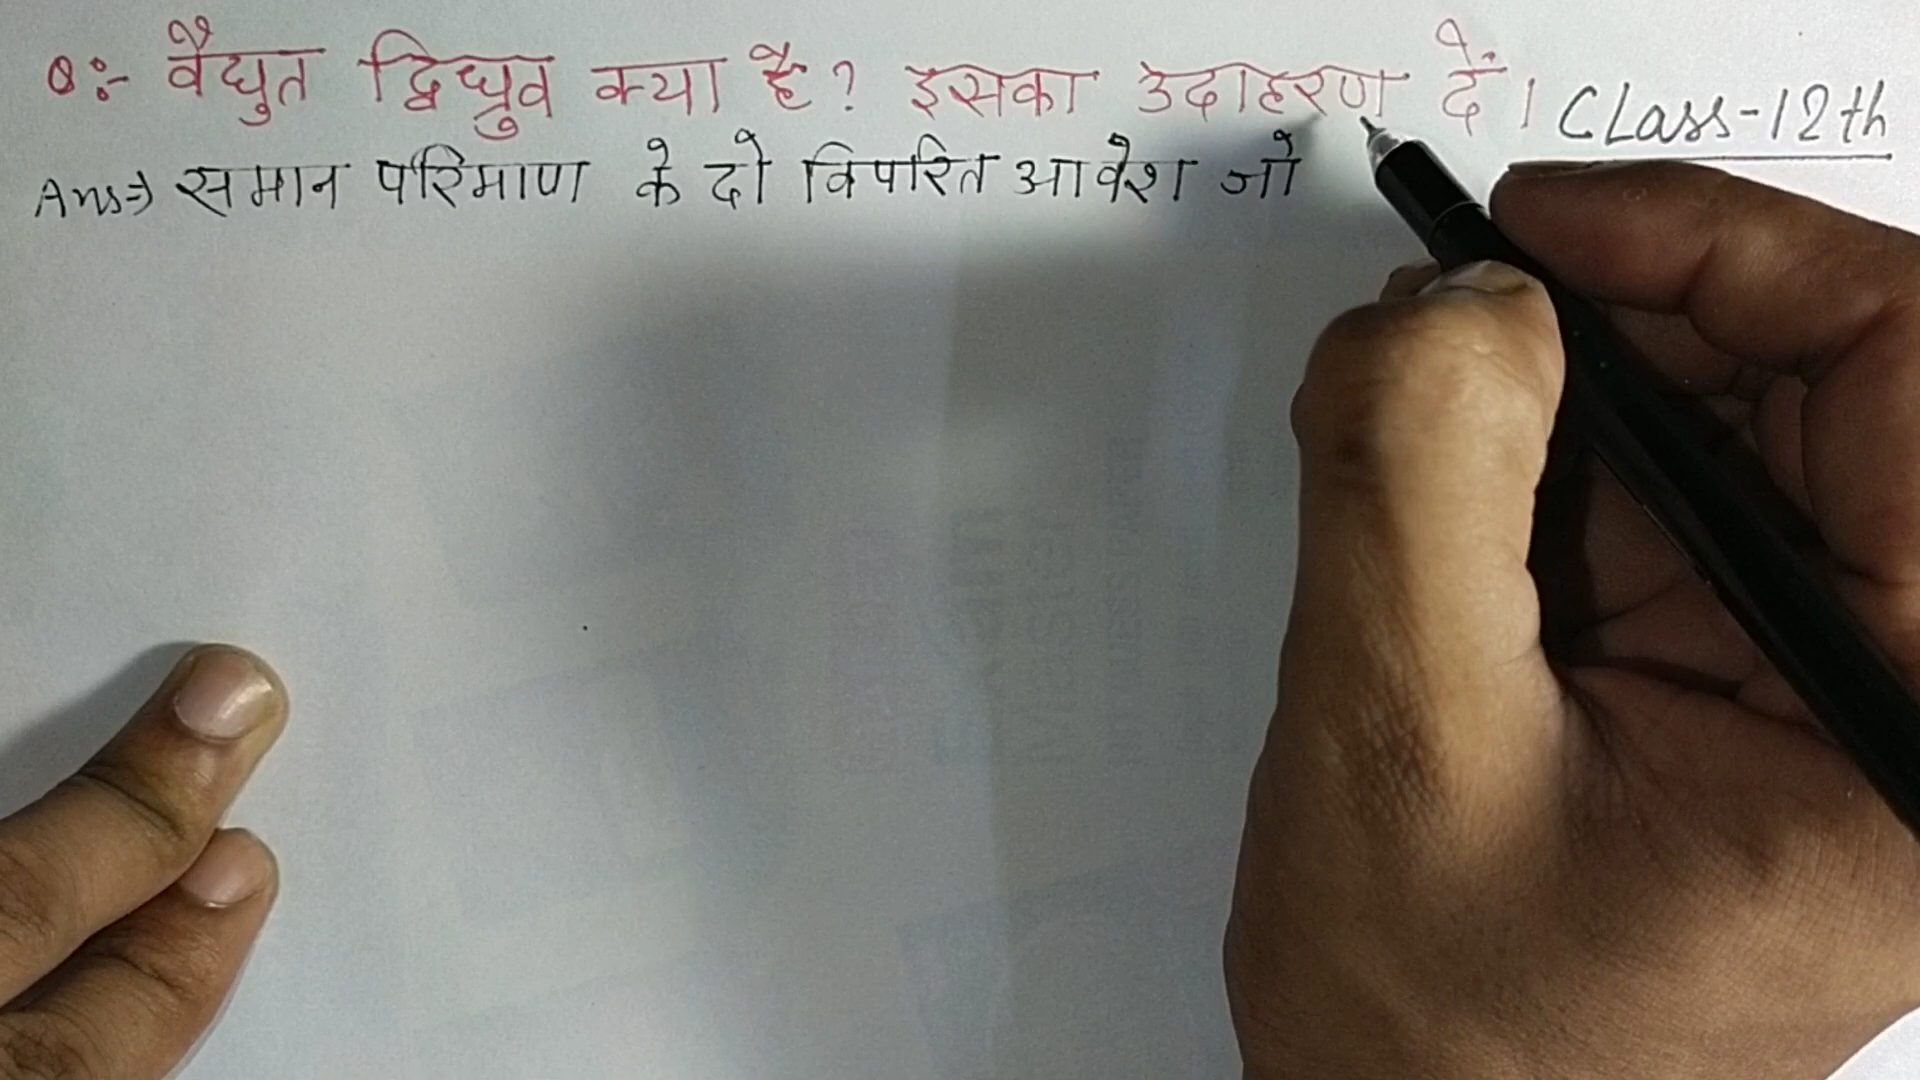 Q:- वैद्युत द्विध्रुव क्या है? इसका उदाहरण दें। CLass-12th
Ans⇒ समान परिमाण के दो विपरित आवेश जो